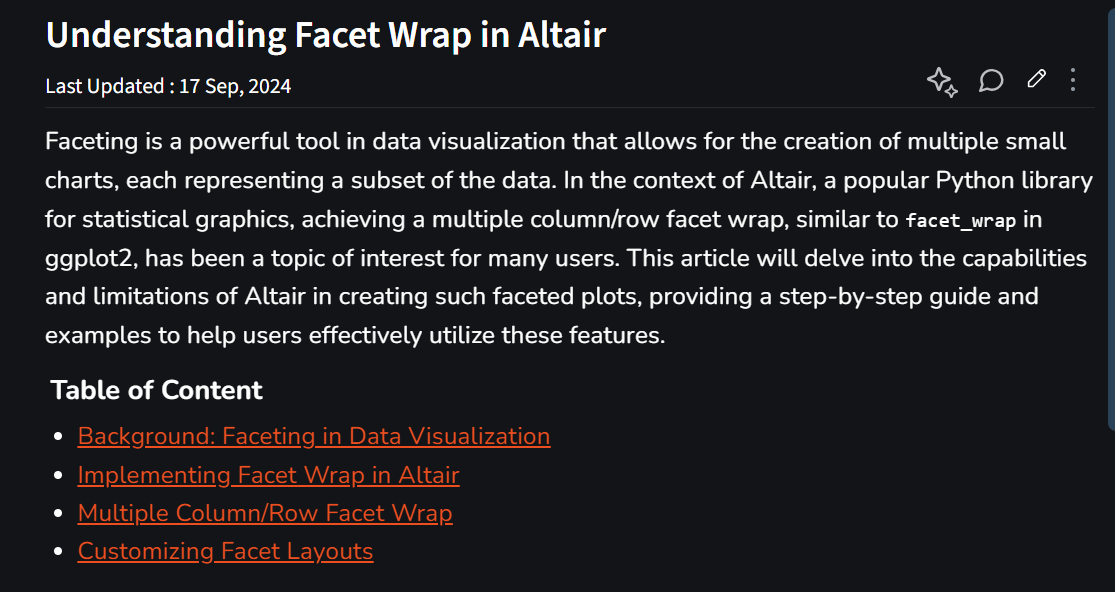 Understanding Facet Wrap in Altair
Last Updated : 17 Sep, 2024
Faceting is a powerful tool in data visualization that allows for the creation of multiple small
charts, each representing a subset of the data. In the context of Altair, a popular Python library
for statistical graphics, achieving a multiple column/row facet wrap, similar to facet_wrap in
ggplot2, has been a topic of interest for many users. This article will delve into the capabilities
and limitations of Altair in creating such faceted plots, providing a step-by-step guide and
examples to help users effectively utilize these features.
Table of Content
Background: Faceting in Data Visualization
Implementing Facet Wrap in Altair
Multiple Column/Row Facet Wrap
Customizing Facet Layouts